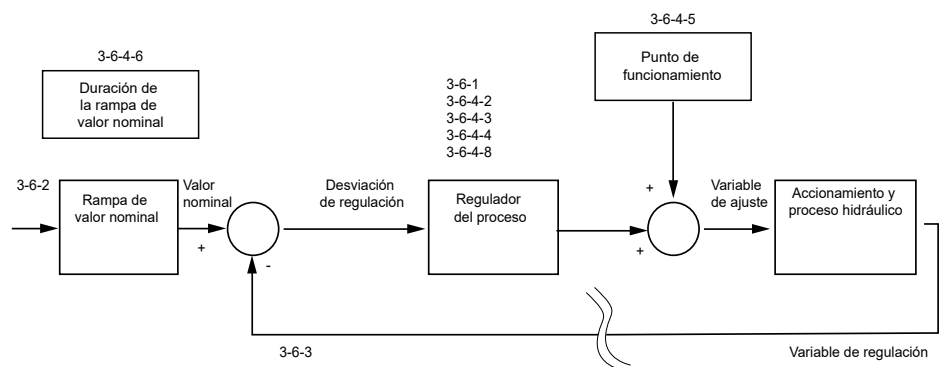 3-6-4-5
Punto de
funcionamiento
3-6-4-6
Duración de
la rampa de
valor nominal
3-6-1
3-6-4-2
3-6-4-3
3-6-4-4
3-6-4-8
3-6-2
Rampa de
valor nominal
Valor
nominal
+
-
Desviación
de regulación
Regulador
del proceso
+
+
Variable
de ajuste
Accionamiento y
proceso hidráulico
3-6-3
Variable de regulación